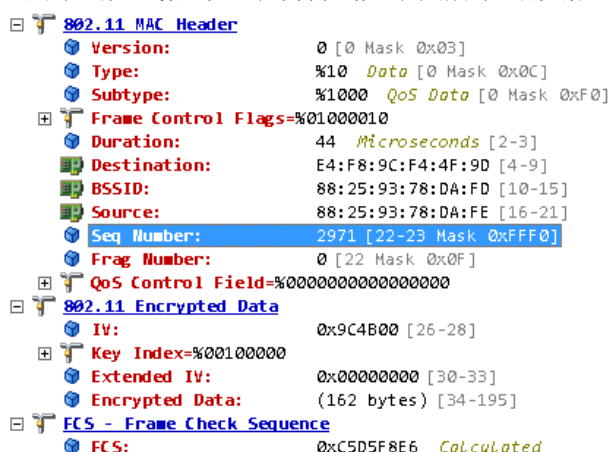 802.11 MAC Header
Version: 0 [0 Mask 0x03]
Type: %10 Data [0 Mask 0x0C]
Subtype: %1000 QoS Data [0 Mask 0xF0]
Frame Control Flags=%01000010
Duration: 44 Microseconds [2-3]
Destination: E4:F8:9C:F4:4F:9D [4-9]
BSSID: 88:25:93:78:DA:FD [10-15]
Source: 88:25:93:78:DA:FE [16-21]
Seq Number: 2971 [22-23 Mask 0xFFF0]
Frag Number: 0 [22 Mask 0x0F]
QoS Control Field=%0000000000000000
802.11 Encrypted Data
IV: 0x9C4B00 [26-28]
Key Index=%00100000
Extended IV: 0x00000000 [30-33]
Encrypted Data: (162 bytes) [34-195]
FCS - Frame Check Sequence
FCS: 0xC5D5F8E6 Calculated